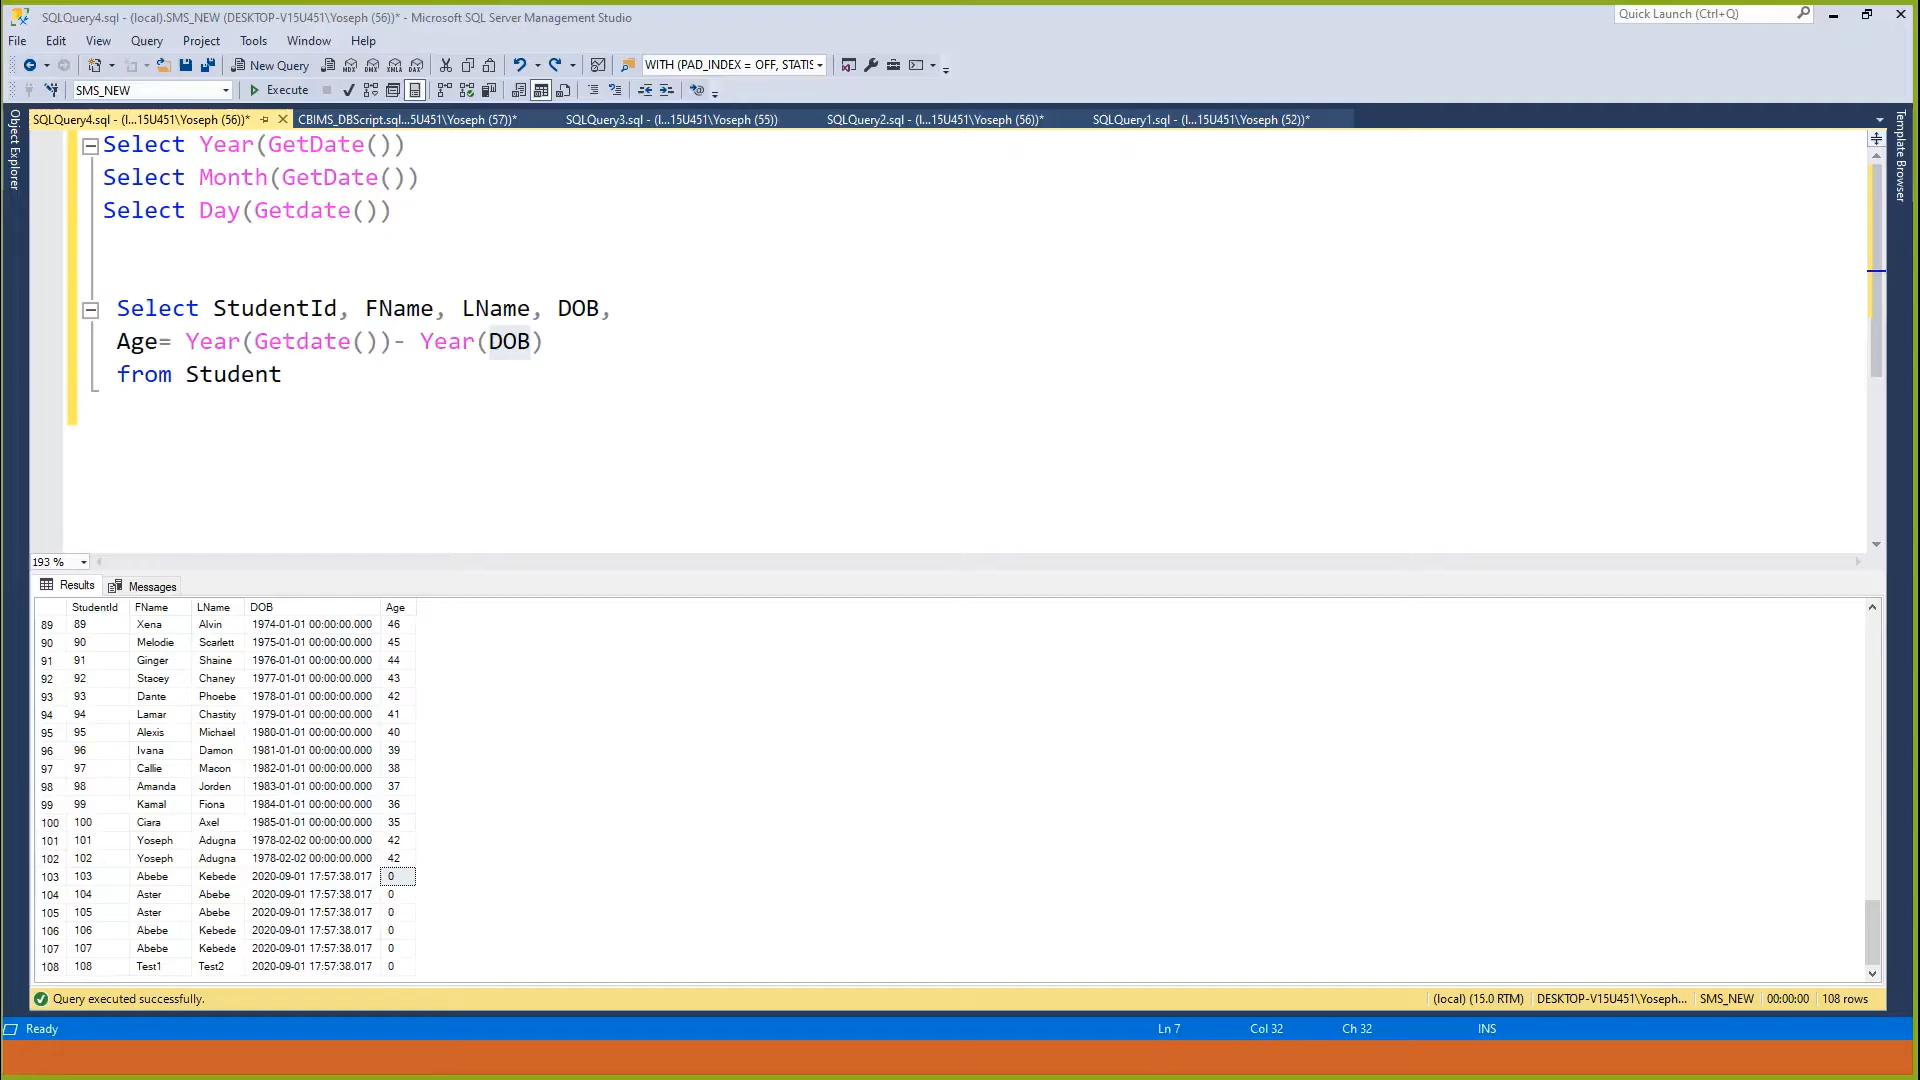 SQLQuery4.sql - (local).SMS_NEW (DESKTOP-V15U451\Yoseph (56))* - Microsoft SQL Server Management Studio
Quick Launch (Ctrl+Q)
File Edit View Query Project Tools Window Help
New Query
WITH (PAD_INDEX = OFF, STATIS
SMS_NEW
Execute
SQLQuery4.sql - (l...15U451\Yoseph (56))*
CBIMS_DBScript.sql...5U451\Yoseph (57))*
SQLQuery3.sql - (l...15U451\Yoseph (55))
SQLQuery2.sql - (l...15U451\Yoseph (56))*
SQLQuery1.sql - (l...15U451\Yoseph (52))*
Object Explorer
Template Browser
Select Year(GetDate())
Select Month(GetDate())
Select Day(Getdate())
Select StudentId, FName, LName, DOB,
Age= Year(Getdate())- Year(DOB)
from Student
193 %
Results Messages
StudentId FName LName DOB Age
89 89 Xena Alvin 1974-01-01 00:00:00.000 46
90 90 Melodie Scarlett 1975-01-01 00:00:00.000 45
91 91 Ginger Shaine 1976-01-01 00:00:00.000 44
92 92 Stacey Chaney 1977-01-01 00:00:00.000 43
93 93 Dante Phoebe 1978-01-01 00:00:00.000 42
94 94 Lamar Chastity 1979-01-01 00:00:00.000 41
95 95 Alexis Michael 1980-01-01 00:00:00.000 40
96 96 Ivana Damon 1981-01-01 00:00:00.000 39
97 97 Callie Macon 1982-01-01 00:00:00.000 38
98 98 Amanda Jorden 1983-01-01 00:00:00.000 37
99 99 Kamal Fiona 1984-01-01 00:00:00.000 36
100 100 Ciara Axel 1985-01-01 00:00:00.000 35
101 101 Yoseph Adugna 1978-02-02 00:00:00.000 42
102 102 Yoseph Adugna 1978-02-02 00:00:00.000 42
103 103 Abebe Kebede 2020-09-01 17:57:38.017 0
104 104 Aster Abebe 2020-09-01 17:57:38.017 0
105 105 Aster Abebe 2020-09-01 17:57:38.017 0
106 106 Abebe Kebede 2020-09-01 17:57:38.017 0
107 107 Abebe Kebede 2020-09-01 17:57:38.017 0
108 108 Test1 Test2 2020-09-01 17:57:38.017 0
Query executed successfully.
(local) (15.0 RTM) DESKTOP-V15U451\Yoseph... SMS_NEW 00:00:00 108 rows
Ready Ln 7 Col 32 Ch 32 INS